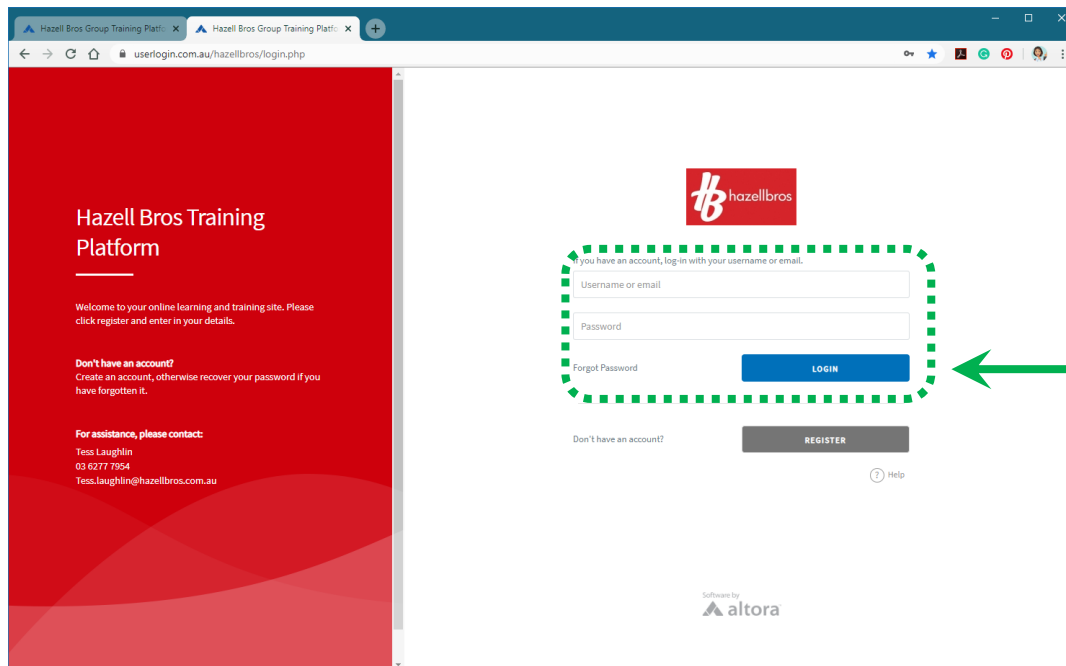 Hazell Bros Group Training Platfo
Hazell Bros Group Training Platfo
userlogin.com.au/hazellbros/login.php
Hazell Bros Training
Platform
Welcome to your online learning and training site. Please
click register and enter in your details.
Don't have an account?
Create an account, otherwise recover your password if you
have forgotten it.
For assistance, please contact:
Tess Laughlin
03 6277 7954
Tess.laughlin@hazellbros.com.au
hb hazellbros
If you have an account, log-in with your username or email.
Username or email
Password
Forgot Password
LOGIN
Don't have an account?
REGISTER
? Help
Software by
altora